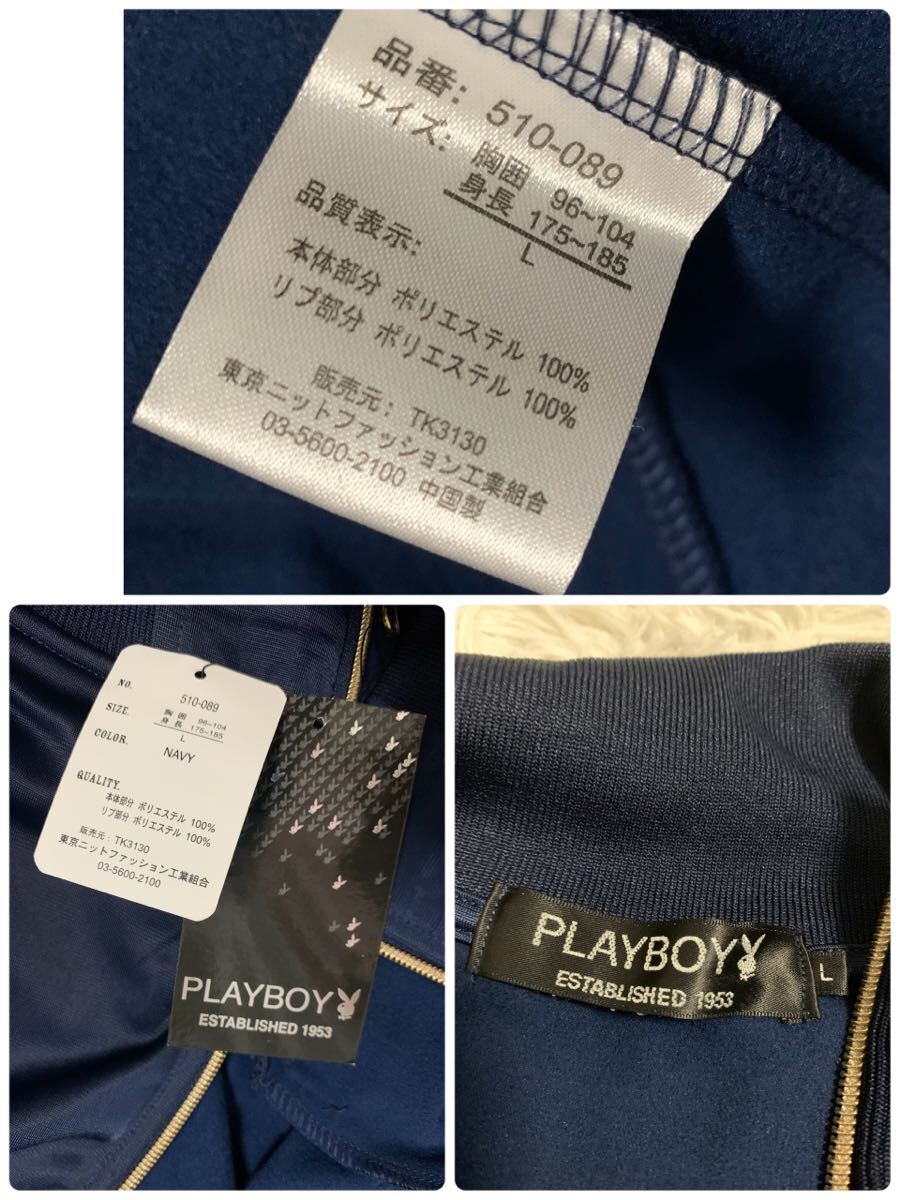 品番: 510-089
サイズ: 胸囲 96~104
身長 175~185
L
品質表示:
本体部分 ポリエステル 100%
リブ部分 ポリエステル 100%
販売元: TK3130
東京ニットファッション工業組合
03-5600-2100 中国製
NO. 510-089
SIZE. 胸囲 96~104
身長 175~185
L
COLOR. NAVY
QUALITY.
本体部分 ポリエステル 100%
リブ部分 ポリエステル 100%
販売元: TK3130
東京ニットファッション工業組合
03-5600-2100
PLAYBOY
ESTABLISHED 1953
PLAYBOY
ESTABLISHED 1953
L